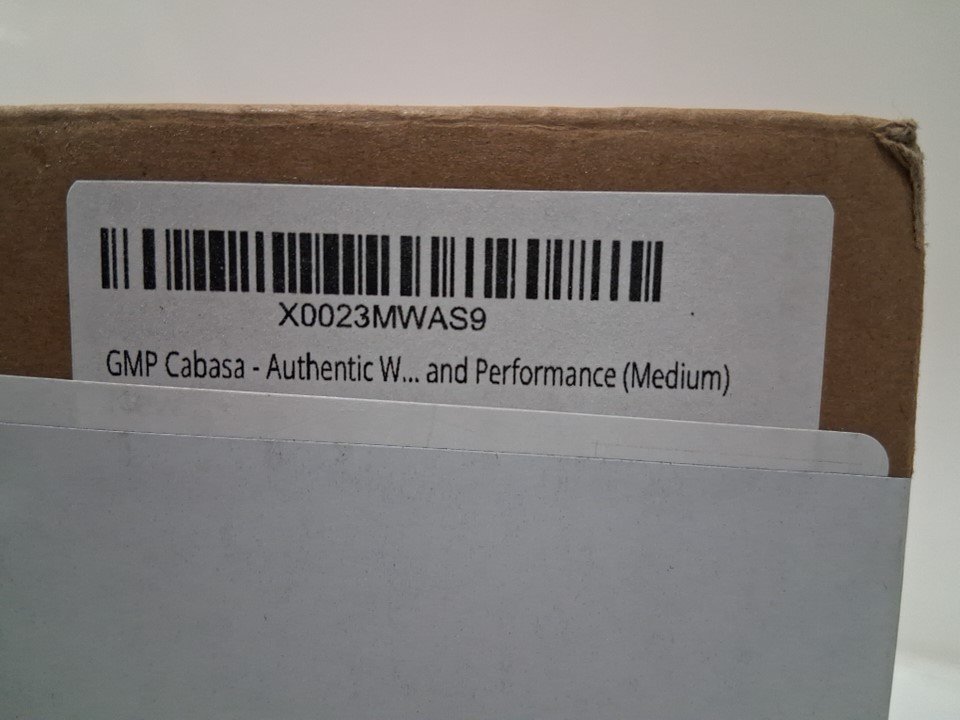 X0023MWAS9
GMP Cabasa - Authentic W... and Performance (Medium)